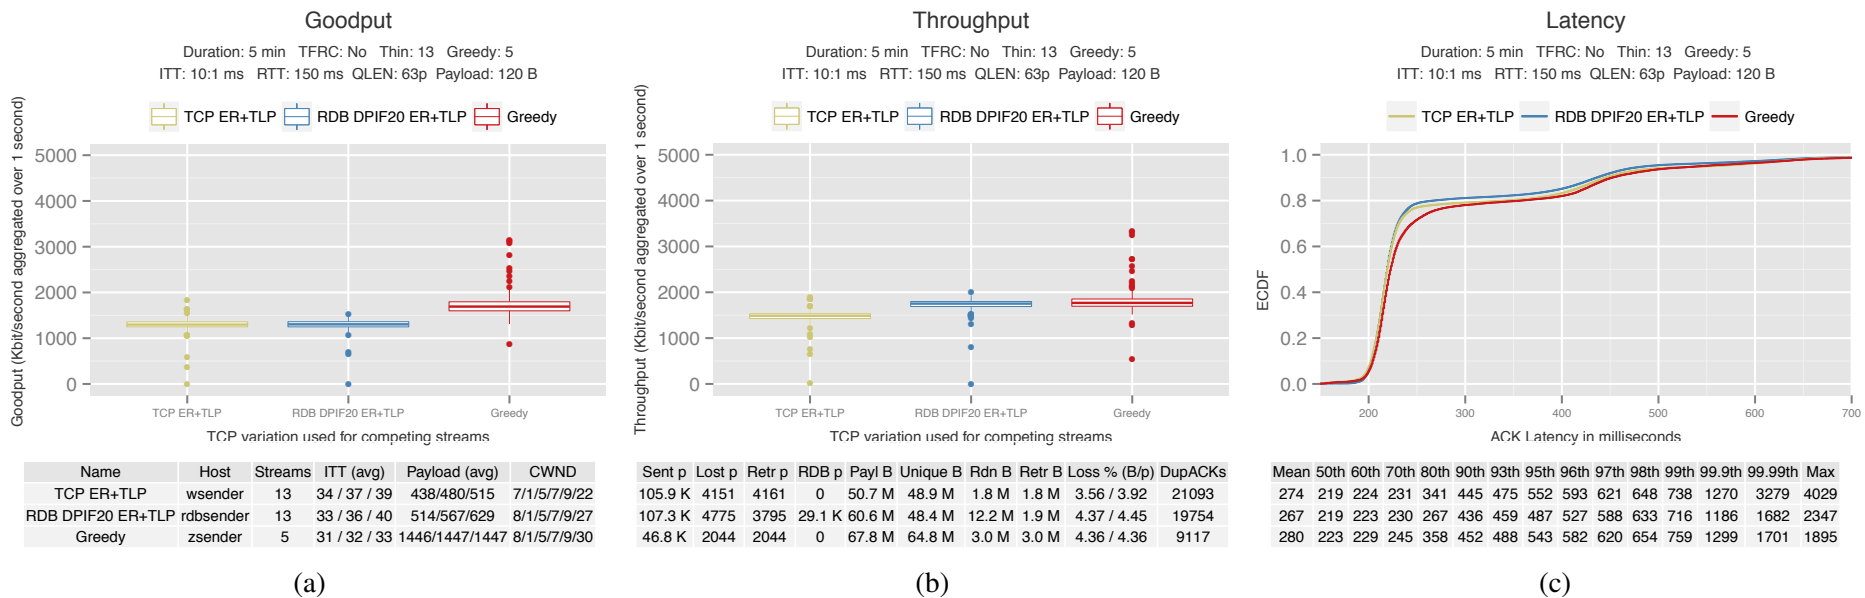 Goodput
Duration: 5 min TFRC: No Thin: 13 Greedy: 5
ITT: 10:1 ms RTT: 150 ms QLEN: 63p Payload: 120 B
TCP ER+TLP RDB DPIF20 ER+TLP Greedy
Goodput (Kbit/second aggregated over 1 second)
5000
4000
3000
2000
1000
0
TCP ER+TLP RDB DPIF20 ER+TLP Greedy
TCP variation used for competing streams
Name Host Streams ITT (avg) Payload (avg) CWND
TCP ER+TLP wsender 13 34 / 37 / 39 438/480/515 7/1/5/7/9/22
RDB DPIF20 ER+TLP rdbsender 13 33 / 36 / 40 514/567/629 8/1/5/7/9/27
Greedy zsender 5 31 / 32 / 33 1446/1447/1447 8/1/5/7/9/30
(a)
Throughput
Duration: 5 min TFRC: No Thin: 13 Greedy: 5
ITT: 10:1 ms RTT: 150 ms QLEN: 63p Payload: 120 B
TCP ER+TLP RDB DPIF20 ER+TLP Greedy
Throughput (Kbit/second aggregated over 1 second)
5000
4000
3000
2000
1000
0
TCP ER+TLP RDB DPIF20 ER+TLP Greedy
TCP variation used for competing streams
Sent p Lost p Retr p RDB p Payl B Unique B Rdn B Retr B Loss % (B/p) DupACKs
105.9 K 4151 4161 0 50.7 M 48.9 M 1.8 M 1.8 M 3.56 / 3.92 21093
107.3 K 4775 3795 29.1 K 60.6 M 48.4 M 12.2 M 1.9 M 4.37 / 4.45 19754
46.8 K 2044 2044 0 67.8 M 64.8 M 3.0 M 3.0 M 4.36 / 4.36 9117
(b)
Latency
Duration: 5 min TFRC: No Thin: 13 Greedy: 5
ITT: 10:1 ms RTT: 150 ms QLEN: 63p Payload: 120 B
TCP ER+TLP RDB DPIF20 ER+TLP Greedy
ECDF
1.0
0.8
0.6
0.4
0.2
0.0
200 300 400 500 600 700
ACK Latency in milliseconds
Mean 50th 60th 70th 80th 90th 93th 95th 96th 97th 98th 99th 99.9th 99.99th Max
274 219 224 231 341 445 475 552 593 621 648 738 1270 3279 4029
267 219 223 230 267 436 459 487 527 588 633 716 1186 1682 2347
280 223 229 245 358 452 488 543 582 620 654 759 1299 1701 1895
(c)